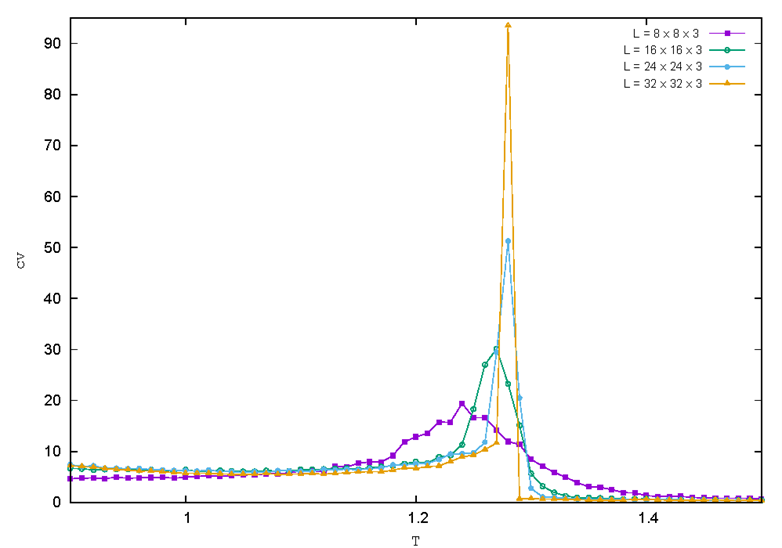 L = 8 × 8 × 3
L = 16 × 16 × 3
L = 24 × 24 × 3
L = 32 × 32 × 3
90
80
70
60
50
40
30
20
10
0
CV
1
1.2
1.4
T